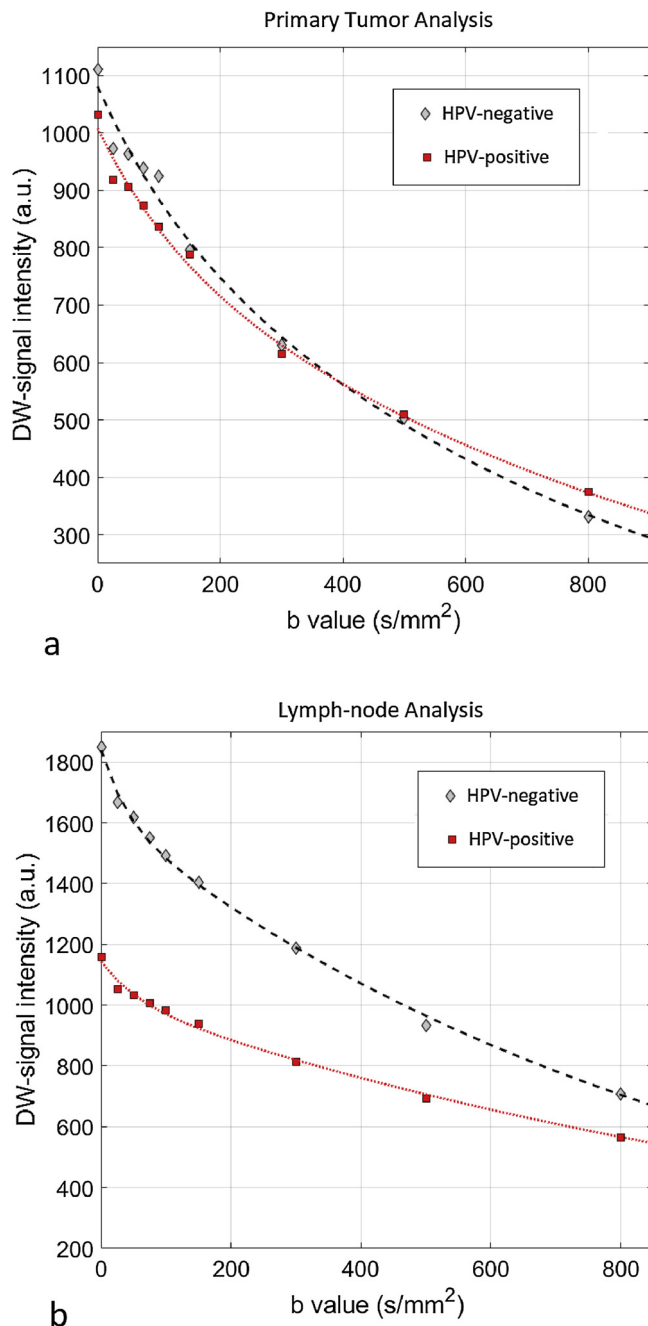 Primary Tumor Analysis
1100
1000
900
800
700
600
500
400
300
DW-signal intensity (a.u.)
HPV-negative
HPV-positive
0 200 400 600 800
b value (s/mm²)
a
Lymph-node Analysis
1800
1600
1400
1200
1000
800
600
400
200
DW-signal intensity (a.u.)
HPV-negative
HPV-positive
0 200 400 600 800
b value (s/mm²)
b